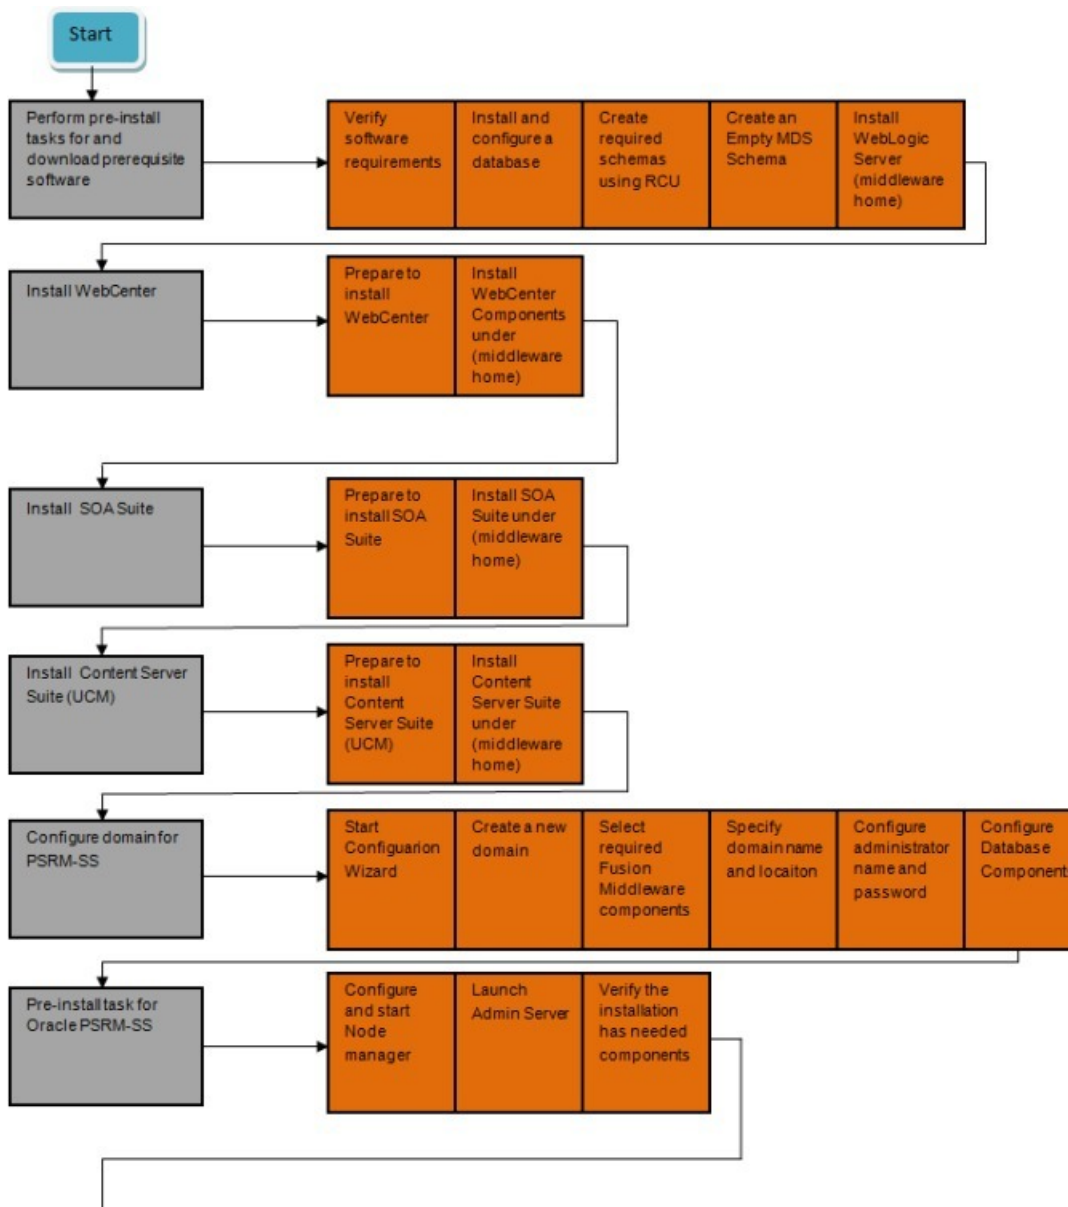 Start
Perform pre-install
tasks for and
download prerequisite
software
Verify
software
requirements
Install and
configure a
database
Create
required
schemas
using RCU
Create an
Empty MDS
Schema
Install
WebLogic
Server
(middleware
home)
Install WebCenter
Prepare to
install
WebCenter
Install
WebCenter
Components
under
(middleware
home)
Install SOA Suite
Prepare to
install SOA
Suite
Install SOA
Suite under
(middleware
home)
Install Content Server
Suite (UCM)
Prepare to
install
Content
Server Suite
(UCM)
Install
Content
Server Suite
under
(middleware
home)
Configure domain for
PSRM-SS
Start
Configuarion
Wizard
Create a new
domain
Select
required
Fusion
Middleware
components
Specify
domain name
and locaiton
Configure
administrator
name and
password
Configure
Database
Components
Pre-install task for
Oracle PSRM-SS
Configure
and start
Node
manager
Launch
Admin Server
Verify the
installation
has needed
components